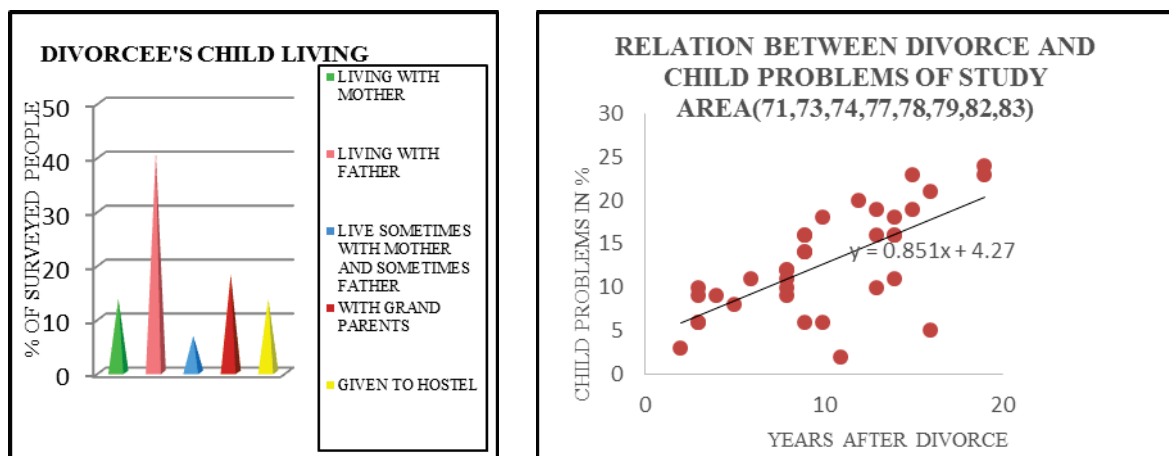 DIVORCEE'S CHILD LIVING
% OF SURVEYED PEOPLE
50
40
30
20
10
0
LIVING WITH
MOTHER
LIVING WITH
FATHER
LIVE SOMETIMES
WITH MOTHER
AND SOMETIMES
FATHER
WITH GRAND
PARENTS
GIVEN TO HOSTEL
RELATION BETWEEN DIVORCE AND
CHILD PROBLEMS OF STUDY
AREA(71,73,74,77,78,79,82,83)
CHILD PROBLEMS IN %
30
25
20
15
10
5
0
y = 0.851x + 4.27
0
10
20
YEARS AFTER DIVORCE